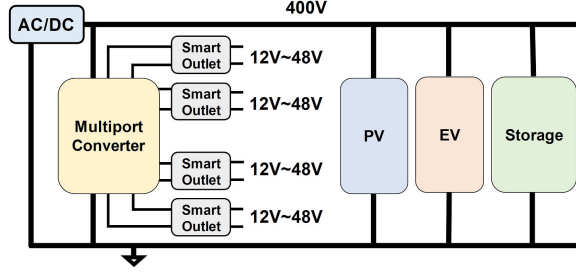 400V
AC/DC
Smart
Outlet
12V~48V
Smart
Outlet
12V~48V
Multiport
Converter
PV
EV
Storage
Smart
Outlet
12V~48V
Smart
Outlet
12V~48V